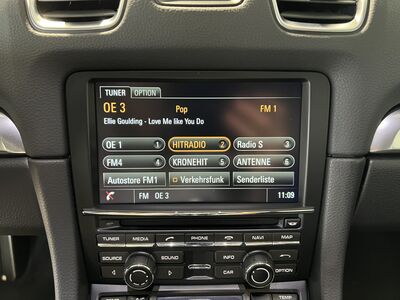 TUNER OPTION
OE 3 Pop FM 1
Ellie Goulding - Love Me like You Do
OE 1 1 HITRADIO 2 Radio S 3
FM4 4 KRONEHIT 5 ANTENNE 6
Autostore FM1 Verkehrsfunk Senderliste
FM OE 3 11:09
TUNER MEDIA PHONE NAVI MAP
SOURCE SOUND INFO
CAR OPTION
TEMP